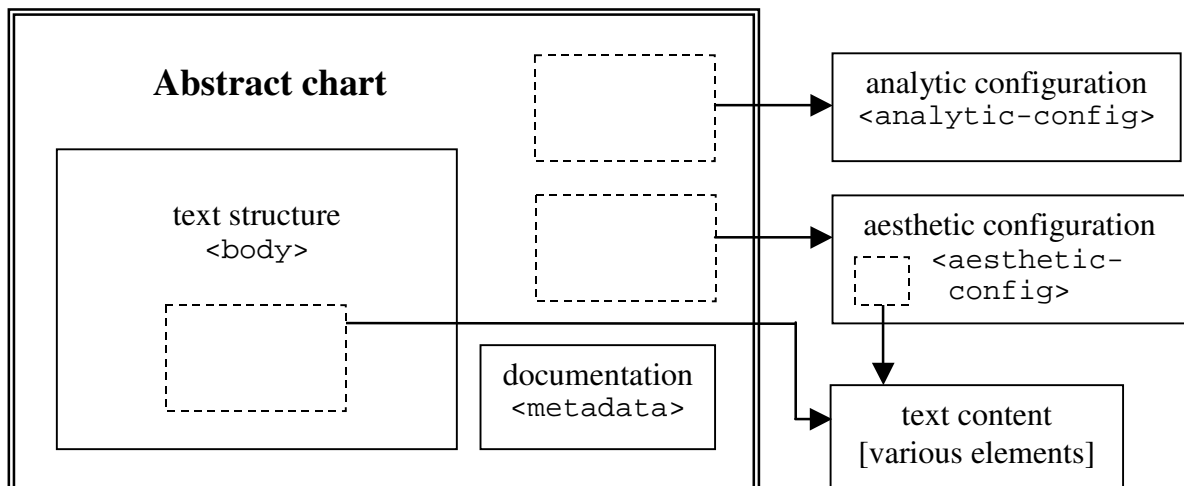 Abstract chart
analytic configuration
<analytic-config>
text structure
<body>
aesthetic configuration
<aesthetic-
config>
documentation
<metadata>
text content
[various elements]